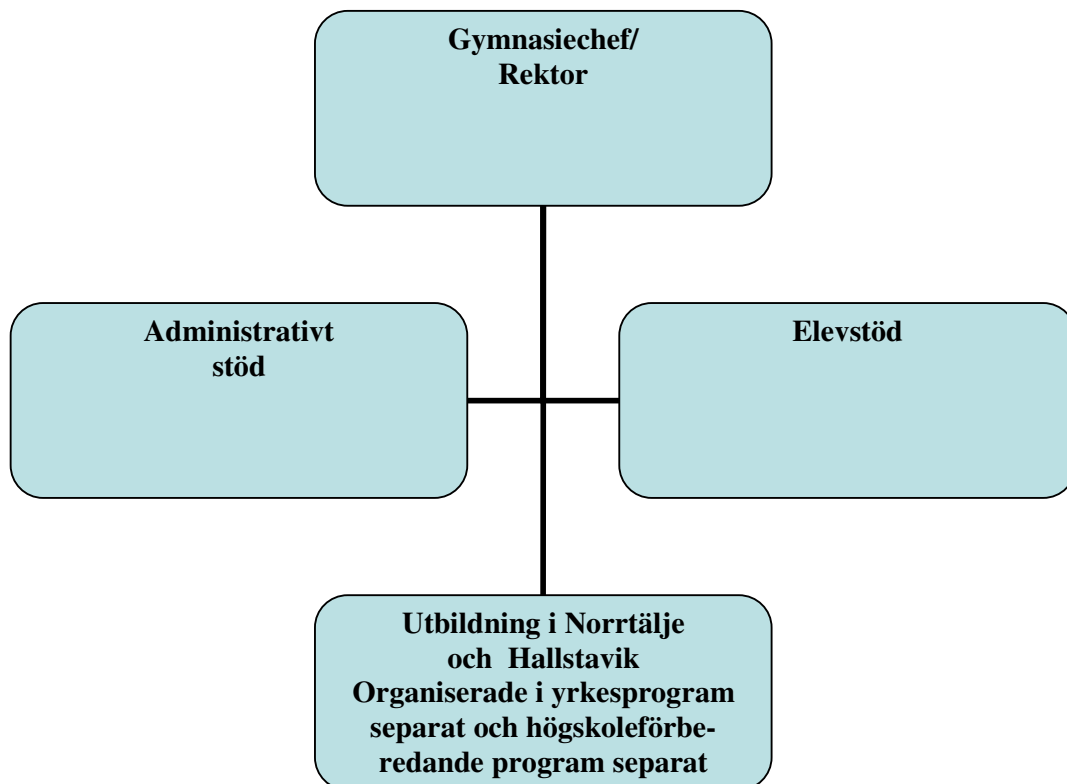 Gymnasiechef/
Rektor
Administrativt
stöd
Elevstöd
Utbildning i Norrtälje
och Hallstavik
Organiserade i yrkesprogram
separat och högskoleförbe-
redande program separat